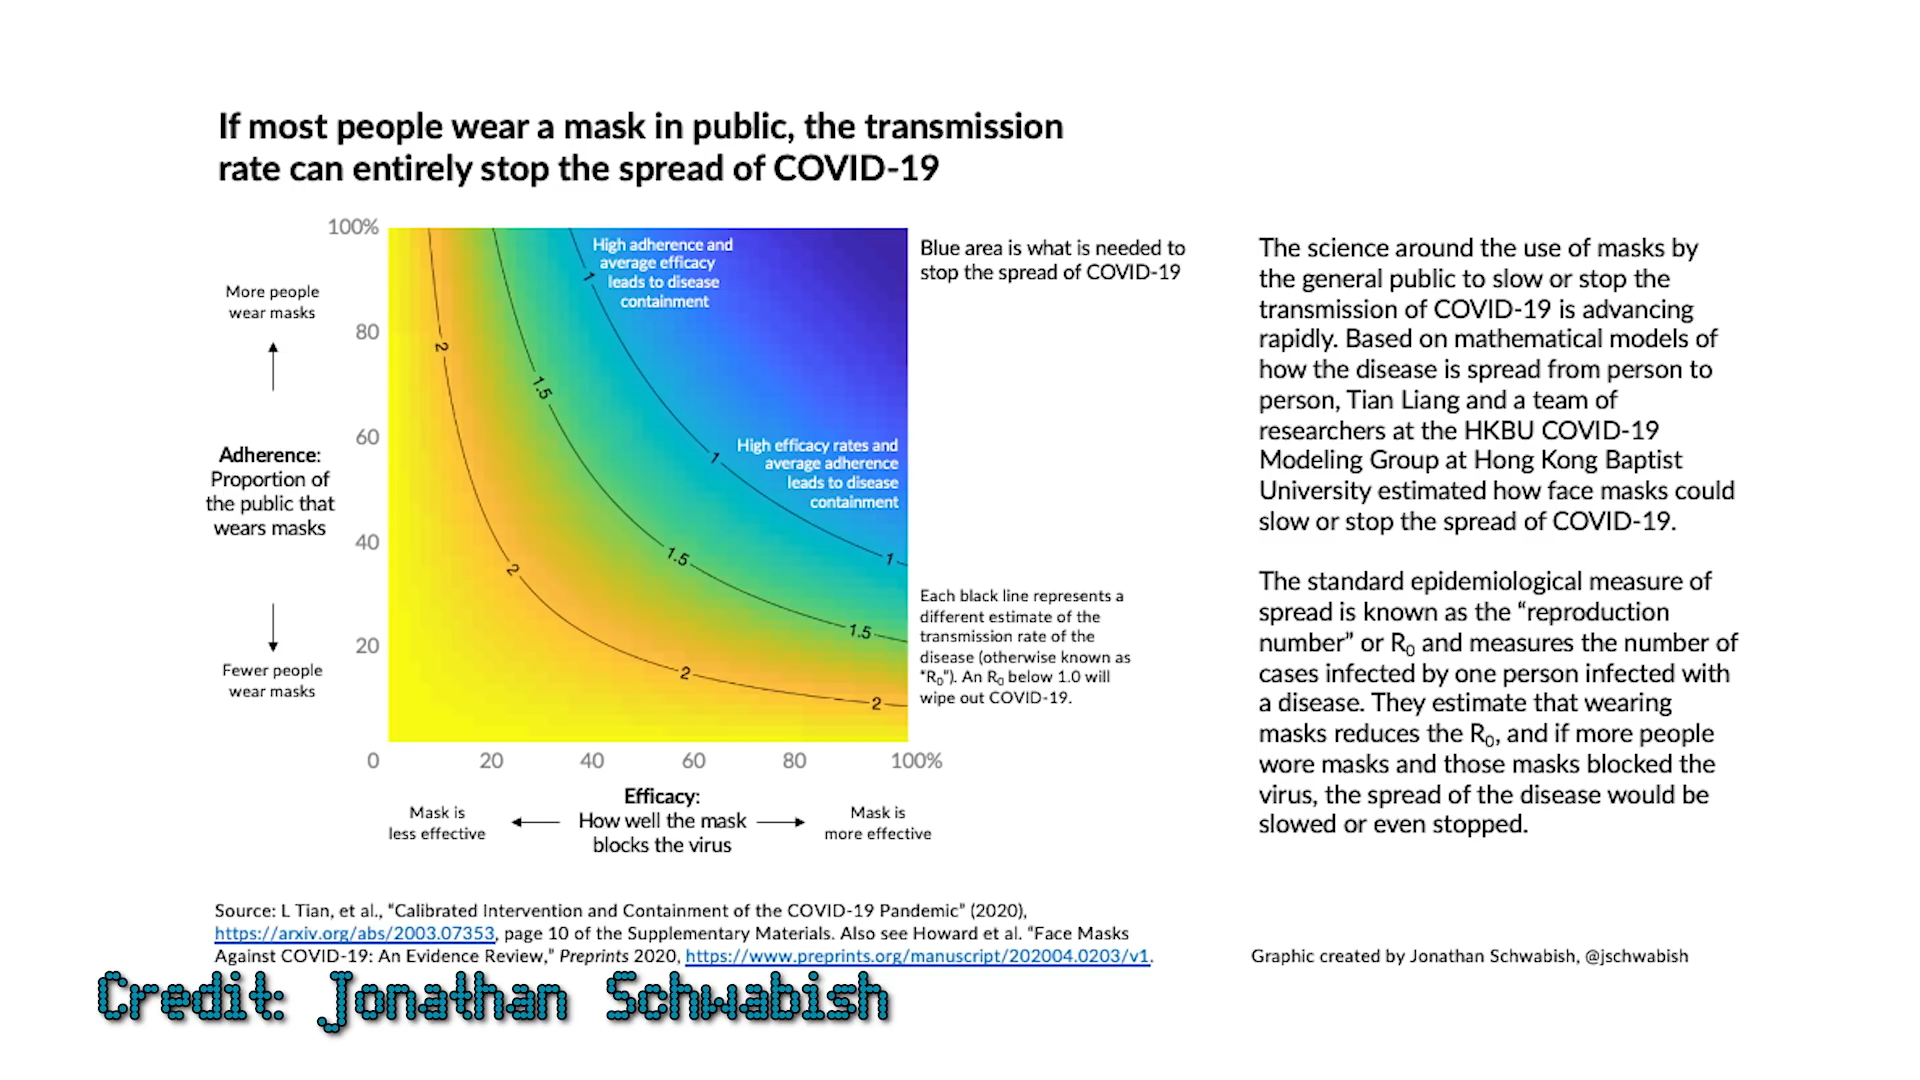 If most people wear a mask in public, the transmission
rate can entirely stop the spread of COVID-19
100%
80
60
40
20
0
20
40
60
80
100%
More people
wear masks
Adherence:
Proportion of
the public that
wears masks
Fewer people
wear masks
High adherence and
average efficacy
leads to disease
containment
High efficacy rates and
average adherence
leads to disease
containment
2
2
2
2
1.5
1.5
1.5
1
1
1
Blue area is what is needed to
stop the spread of COVID-19
Each black line represents a
different estimate of the
transmission rate of the
disease (otherwise known as
"R0"). An R0 below 1.0 will
wipe out COVID-19.
Mask is
less effective
Efficacy:
How well the mask
blocks the virus
Mask is
more effective
The science around the use of masks by
the general public to slow or stop the
transmission of COVID-19 is advancing
rapidly. Based on mathematical models of
how the disease is spread from person to
person, Tian Liang and a team of
researchers at the HKBU COVID-19
Modeling Group at Hong Kong Baptist
University estimated how face masks could
slow or stop the spread of COVID-19.
The standard epidemiological measure of
spread is known as the “reproduction
number” or R0 and measures the number of
cases infected by one person infected with
a disease. They estimate that wearing
masks reduces the R0, and if more people
wore masks and those masks blocked the
virus, the spread of the disease would be
slowed or even stopped.
Source: L Tian, et al., “Calibrated Intervention and Containment of the COVID-19 Pandemic” (2020),
https://arxiv.org/abs/2003.07353, page 10 of the Supplementary Materials. Also see Howard et al. “Face Masks
Against COVID-19: An Evidence Review,” Preprints 2020, https://www.preprints.org/manuscript/202004.0203/v1.
Graphic created by Jonathan Schwabish, @jschwabish
Credit: Jonathan Schwabish